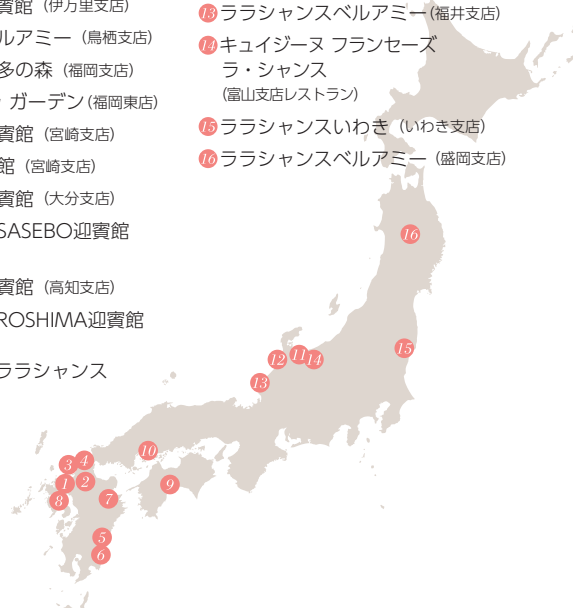 賓館（伊万里支店）
ルアミー（鳥栖支店）
多の森（福岡支店）
・ガーデン（福岡東店）
賓館（宮崎支店）
館（宮崎支店）
賓館（大分支店）
SASEBO迎賓館
賓館（高知支店）
ROSHIMA迎賓館
ララシャンス
13 ララシャンスベルアミー（福井支店）
14 キュイジーヌ フランセーズ
ラ・シャンス
（富山支店レストラン）
15 ララシャンスいわき（いわき支店）
16 ララシャンスベルアミー（盛岡支店）
16
15
12
11
14
13
10
3
4
1
2
9
8
7
5
6